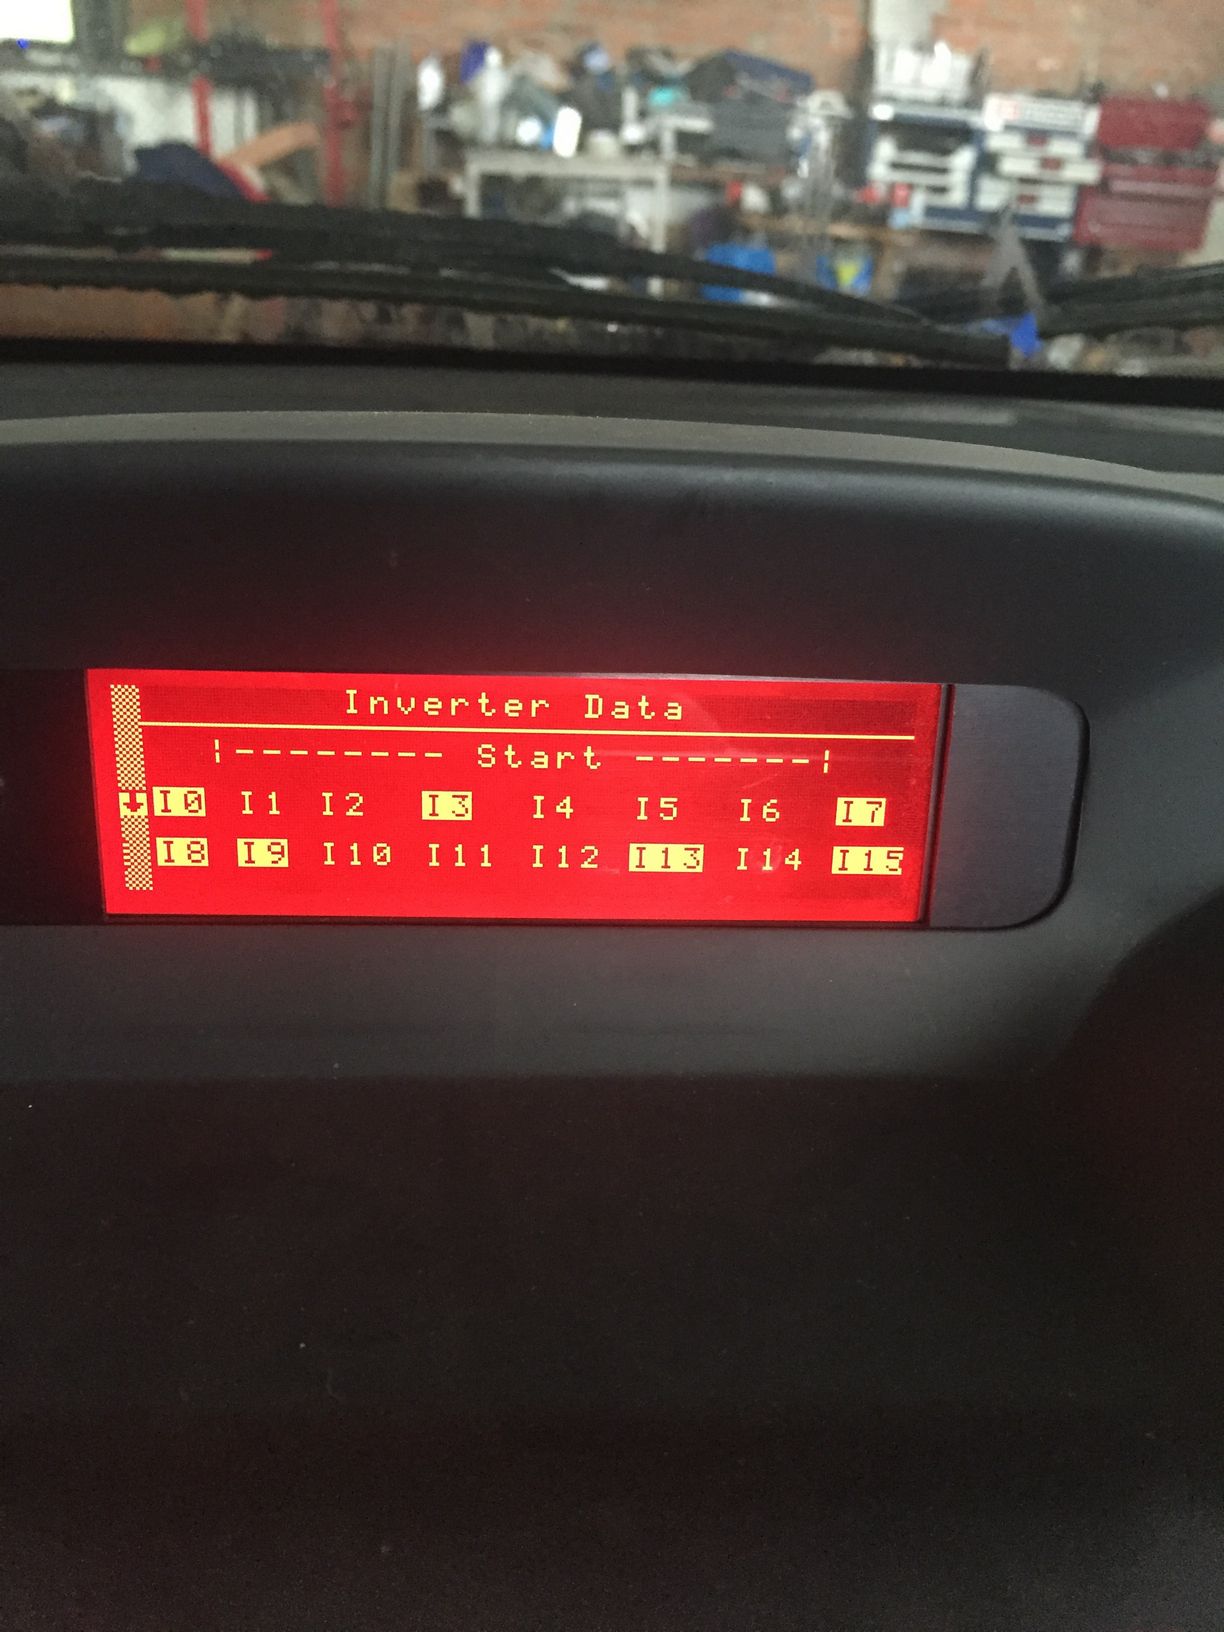 Inverter Data
¦-------- Start -------¦
I0 I1 I2 I3 I4 I5 I6 I7
I8 I9 I10 I11 I12 I13 I14 I15